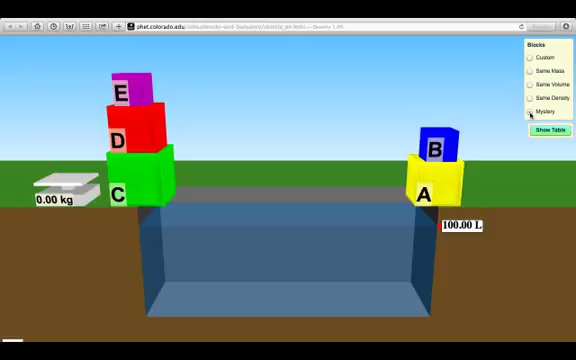 phet.colorado.edu
Blocks
Custom
Same Mass
Same Volume
Same Density
Mystery
Show Table
E
D
C
B
A
0.00 kg
100.00 L